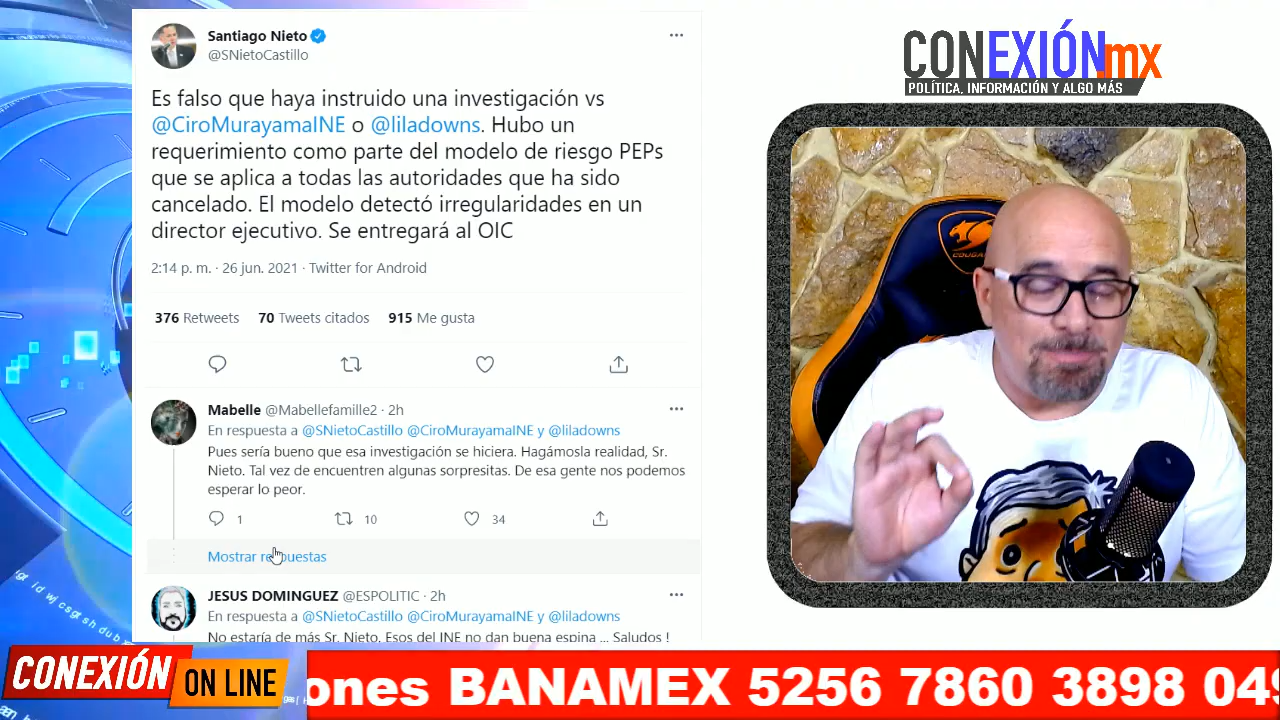 Santiago Nieto
@SNietoCastillo
Es falso que haya instruido una investigación vs
@CiroMurayamaINE o @liladowns. Hubo un
requerimiento como parte del modelo de riesgo PEPs
que se aplica a todas las autoridades que ha sido
cancelado. El modelo detectó irregularidades en un
director ejecutivo. Se entregará al OIC
2:14 p. m. · 26 jun. 2021 · Twitter for Android
376 Retweets 70 Tweets citados 915 Me gusta
Mabelle @Mabellefamille2 · 2h
En respuesta a @SNietoCastillo @CiroMurayamaINE y @liladowns
Pues sería bueno que esa investigación se hiciera. Hagámosla realidad, Sr.
Nieto. Tal vez de encuentren algunas sorpresitas. De esa gente nos podemos
esperar lo peor.
1 10 34
Mostrar respuestas
JESUS DOMINGUEZ @ESPOLITIC · 2h
En respuesta a @SNietoCastillo @CiroMurayamaINE y @liladowns
No estaría de más Sr. Nieto. Esos del INE no dan buena espina ... Saludos !
CONEXIÓN.mx
POLÍTICA, INFORMACIÓN Y ALGO MÁS
COUGAR
CONEXIÓN
ON LINE
ones BANAMEX 5256 7860 3898 049